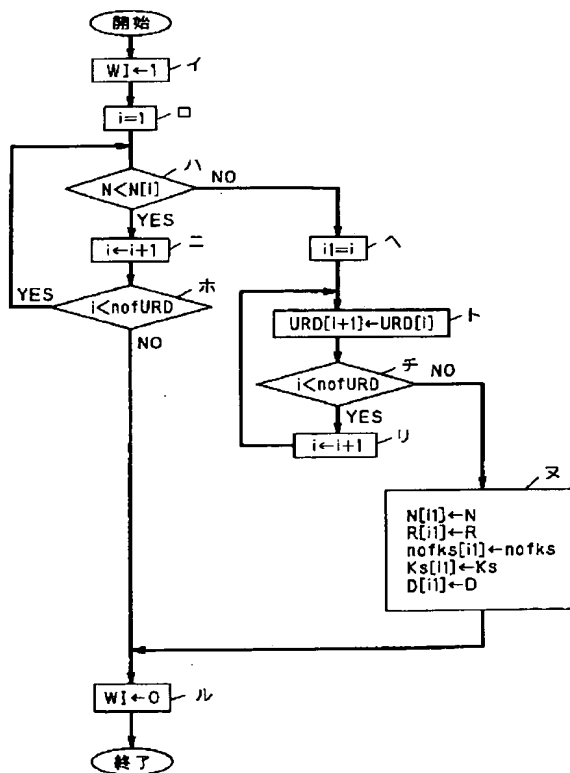 開始
WI←1 イ
i=1 ロ
N<N[i] ハ
NO
YES
i←i+1 ニ
i1=i ヘ
YES
i<nofURD ホ
NO
URD[i+1]←URD[i] ト
i<nofURD チ
NO
YES
i←i+1 リ
ヌ
N[i1]←N
R[i1]←R
nofks[i1]←nofks
Ks[i1]←Ks
D[i1]←D
WI←0 ル
終了